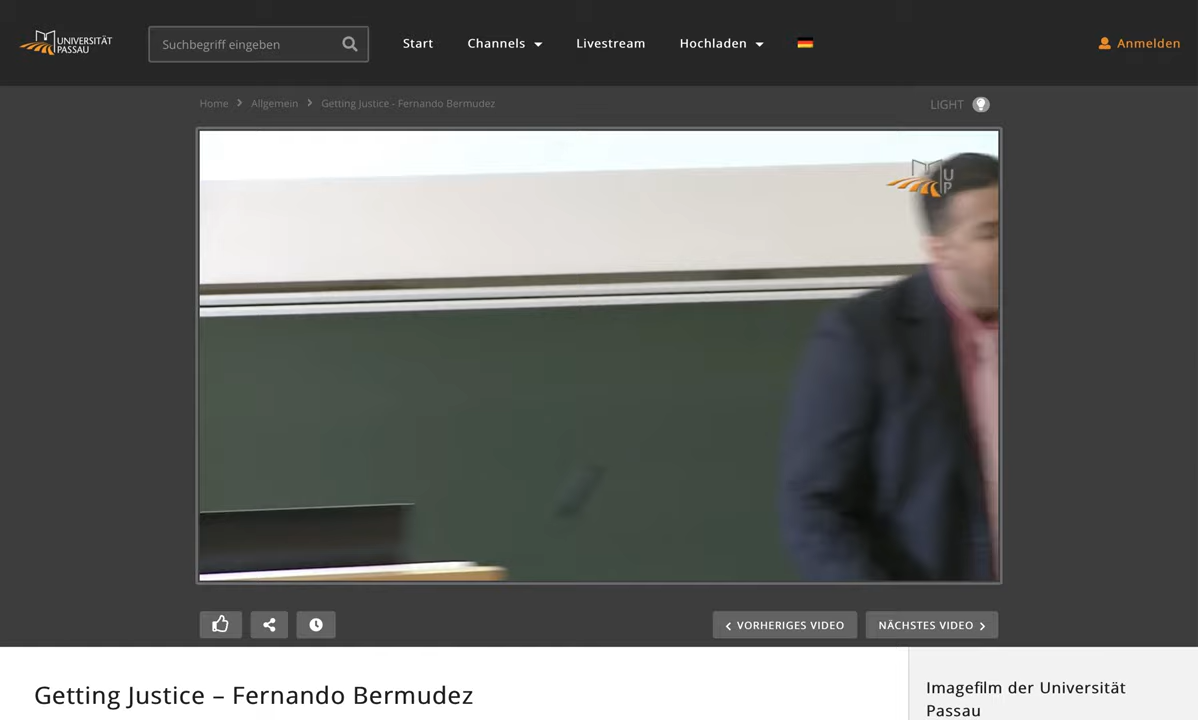 UNIVERSITÄT
PASSAU
Suchbegriff eingeben
Start
Channels
Livestream
Hochladen
Anmelden
Home
Allgemein
Getting Justice - Fernando Bermudez
LIGHT
U
P
VORHERIGES VIDEO
NÄCHSTES VIDEO
Getting Justice – Fernando Bermudez
Imagefilm der Universität
Passau